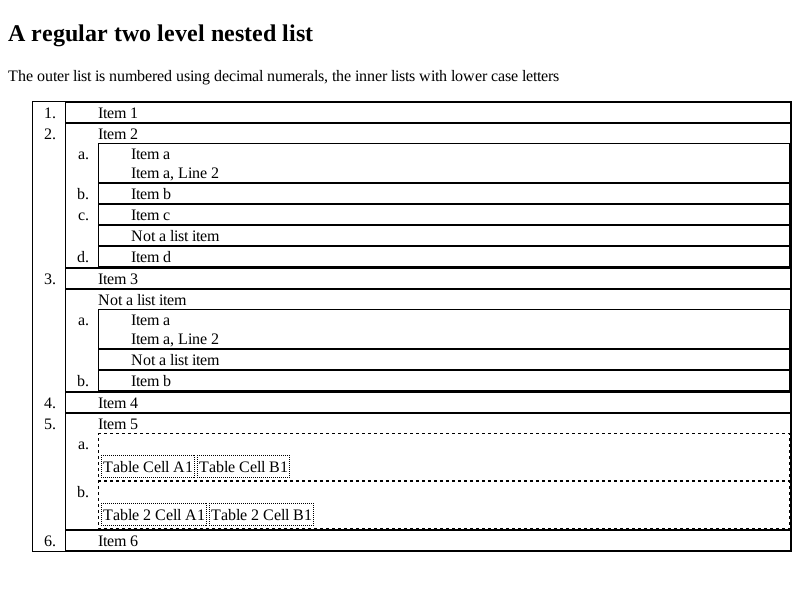 A regular two level nested list
The outer list is numbered using decimal numerals, the inner lists with lower case letters
1. Item 1
2. Item 2
a. Item a
Item a, Line 2
b. Item b
c. Item c
Not a list item
d. Item d
3. Item 3
Not a list item
a. Item a
Item a, Line 2
Not a list item
b. Item b
4. Item 4
5. Item 5
a.
Table Cell A1 Table Cell B1
b.
Table 2 Cell A1 Table 2 Cell B1
6. Item 6